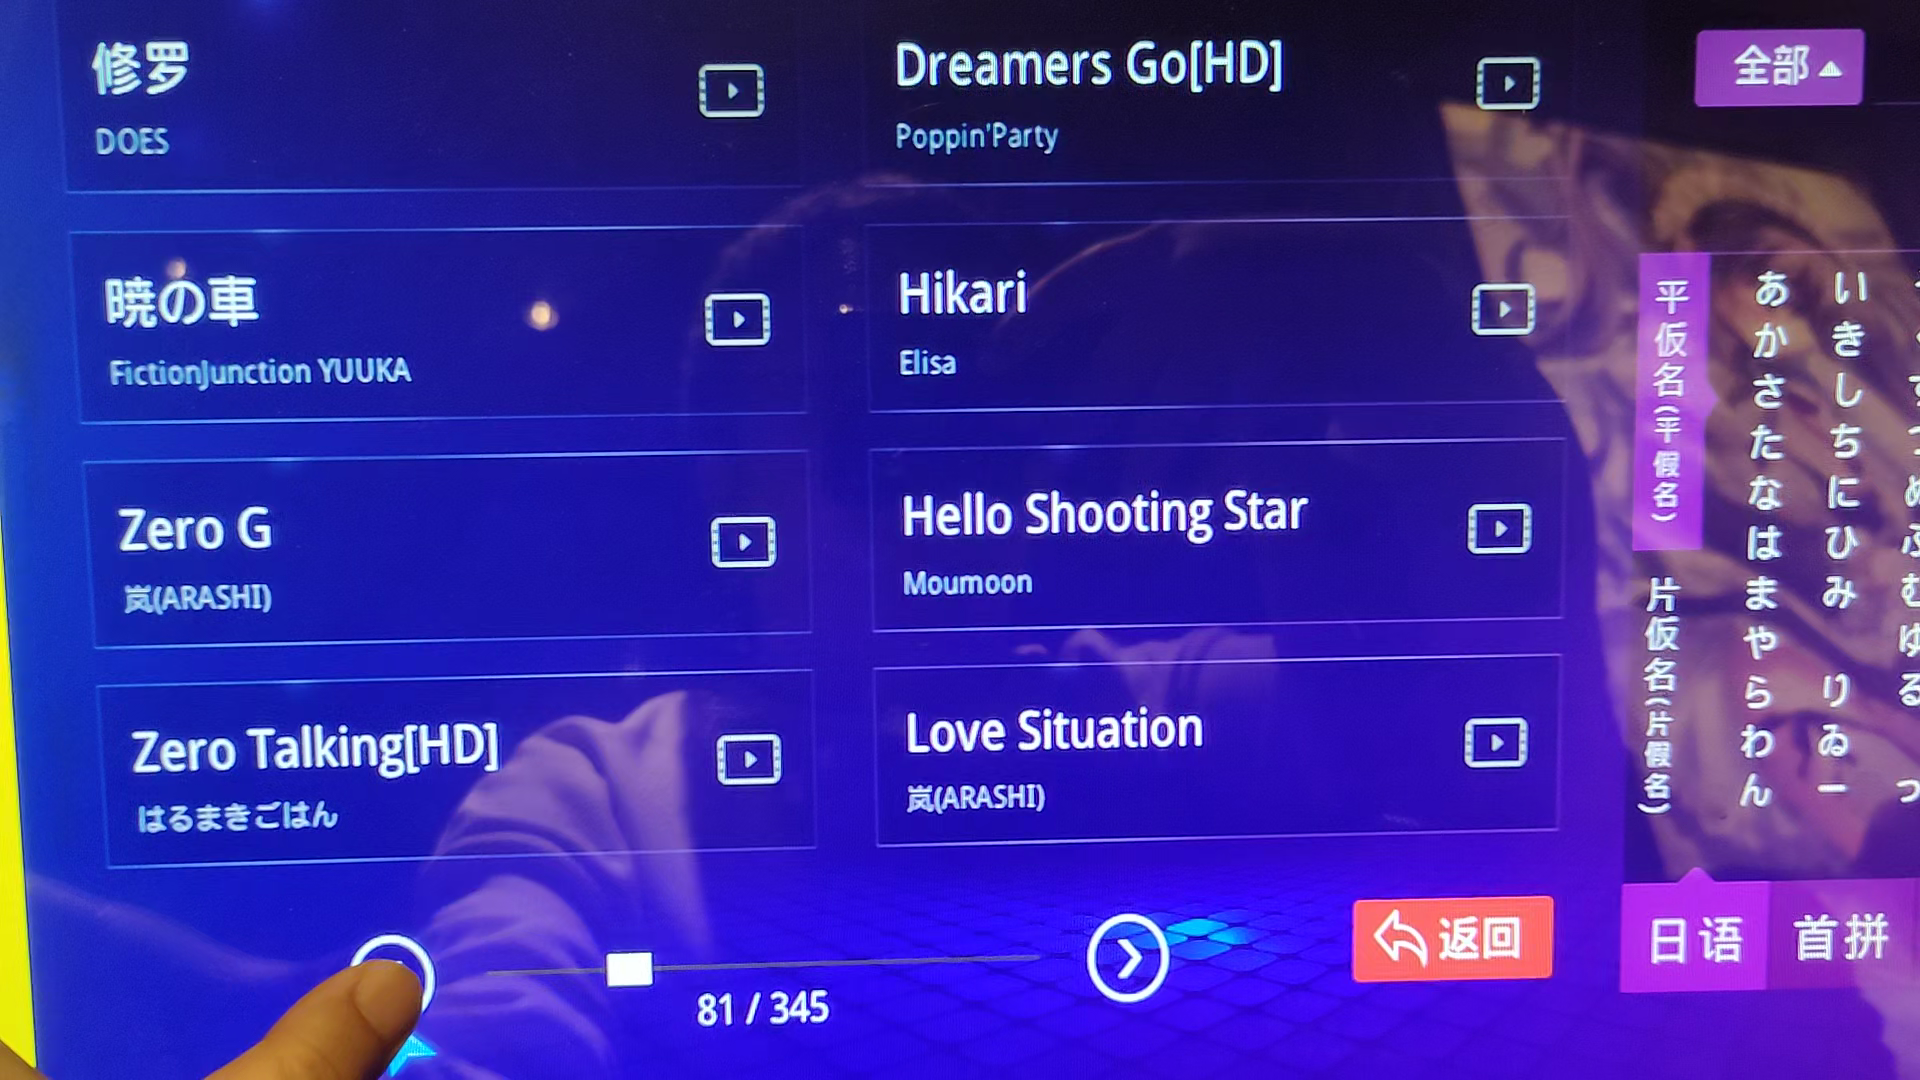 修罗
DOES
Dreamers Go[HD]
Poppin'Party
暁の車
FictionJunction YUUKA
Hikari
Elisa
Zero G
岚(ARASHI)
Hello Shooting Star
Moumoon
Zero Talking[HD]
はるまきごはん
Love Situation
岚(ARASHI)
81 / 345
返回
全部
平仮名(平假名)
片仮名(片假名)
あかさたなはまやらわん
いきしちにひみ りゐー
日语
首拼